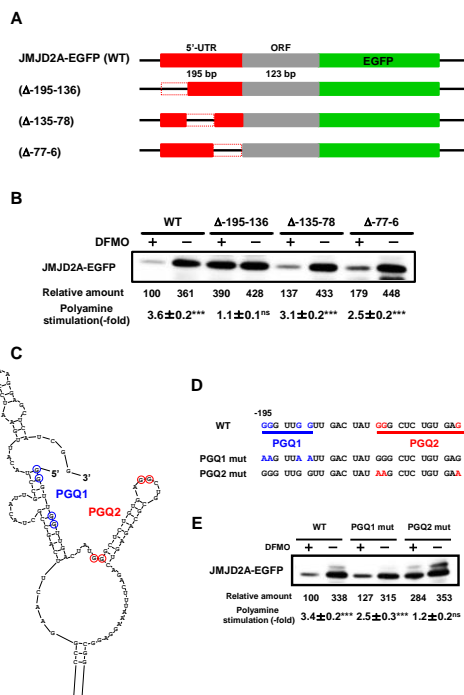 A
5'-UTR ORF
JMJD2A-EGFP (WT) EGFP
195 bp 123 bp
(Δ-195-136)
(Δ-135-78)
(Δ-77-6)
B
WT Δ-195-136 Δ-135-78 Δ-77-6
DFMO + − + − + − + −
JMJD2A-EGFP
Relative amount 100 361 390 428 137 433 179 448
Polyamine stimulation(-fold) 3.6±0.2*** 1.1±0.1ns 3.1±0.2*** 2.5±0.2***
C
5'
3'
PGQ1
PGQ2
D
-195
WT GGG UUG GUU GAC UAU GGG CUC UGU GAG
PGQ1 PGQ2
PGQ1 mut AAG UUA AUU GAC UAU GGG CUC UGU GAG
PGQ2 mut GGG UUG GUU GAC UAU AAG CUC UGU GAA
E
WT PGQ1 mut PGQ2 mut
DFMO + − + − + −
JMJD2A-EGFP
Relative amount 100 338 127 315 284 353
Polyamine stimulation (-fold) 3.4±0.2*** 2.5±0.3*** 1.2±0.2ns